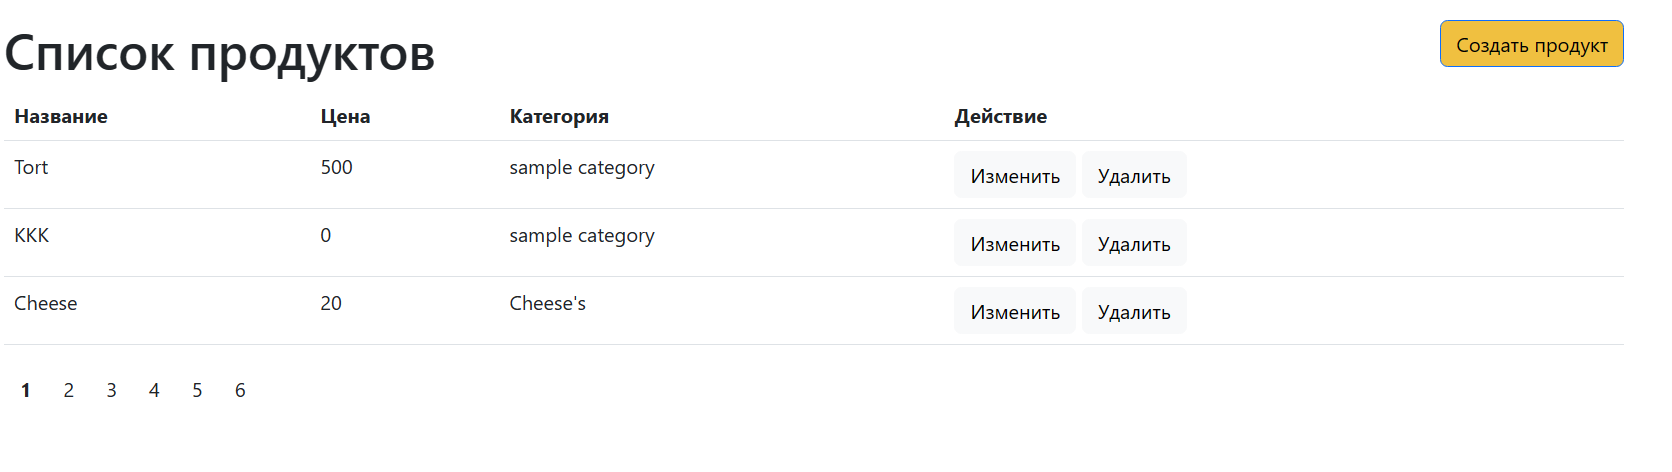 Список продуктов
Создать продукт
Название Цена Категория Действие
Tort 500 sample category Изменить Удалить
KKK 0 sample category Изменить Удалить
Cheese 20 Cheese's Изменить Удалить
1 2 3 4 5 6